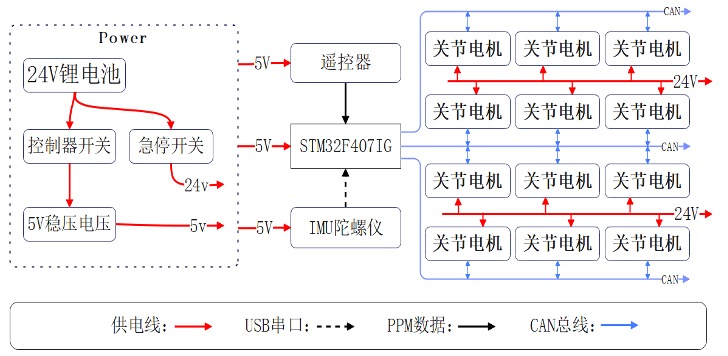 Power
24V锂电池
控制器开关
急停开关
24v
5V稳压电压
5v
5V
遥控器
5V
STM32F407IG
5V
IMU陀螺仪
CAN
关节电机 关节电机 关节电机
24V
关节电机 关节电机 关节电机
CAN
关节电机 关节电机 关节电机
24V
关节电机 关节电机 关节电机
CAN
供电线: USB串口: PPM数据: CAN总线: